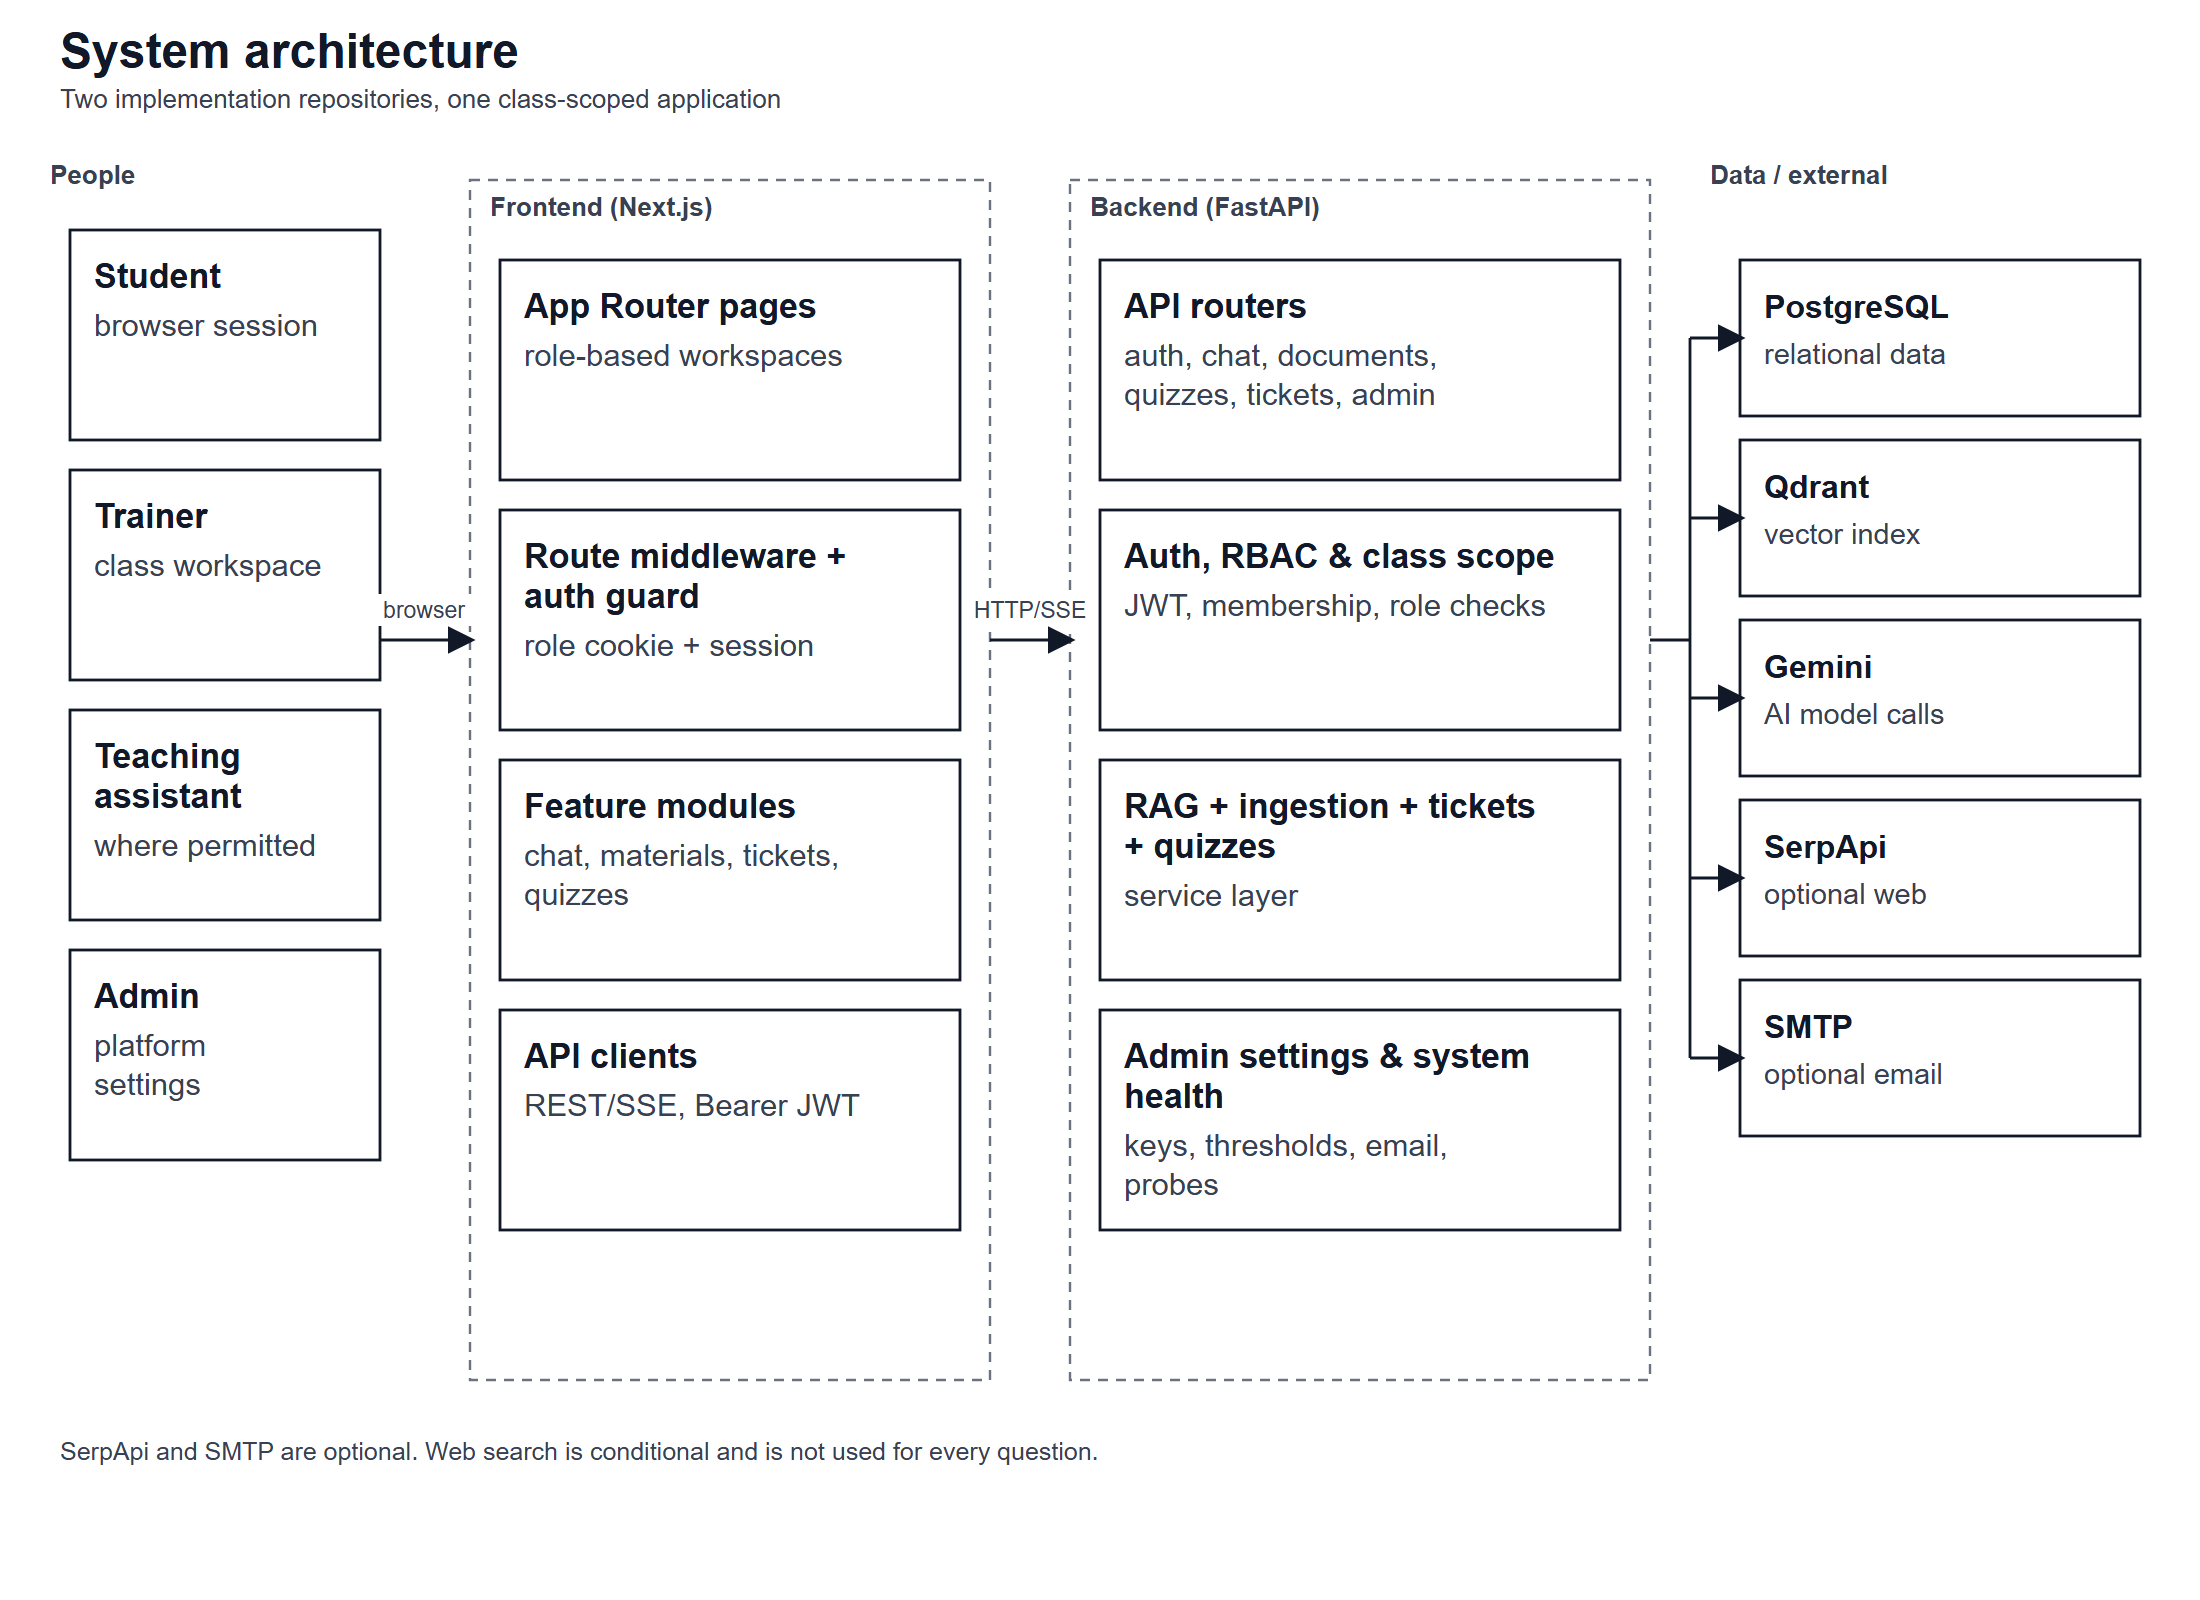 System architecture
Two implementation repositories, one class-scoped application
People
Student
browser session
Trainer
class workspace
Teaching
assistant
where permitted
Admin
platform
settings
browser
Frontend (Next.js)
App Router pages
role-based workspaces
Route middleware +
auth guard
role cookie + session
Feature modules
chat, materials, tickets,
quizzes
API clients
REST/SSE, Bearer JWT
HTTP/SSE
Backend (FastAPI)
API routers
auth, chat, documents,
quizzes, tickets, admin
Auth, RBAC & class scope
JWT, membership, role checks
RAG + ingestion + tickets
+ quizzes
service layer
Admin settings & system
health
keys, thresholds, email,
probes
Data / external
PostgreSQL
relational data
Qdrant
vector index
Gemini
AI model calls
SerpApi
optional web
SMTP
optional email
SerpApi and SMTP are optional. Web search is conditional and is not used for every question.